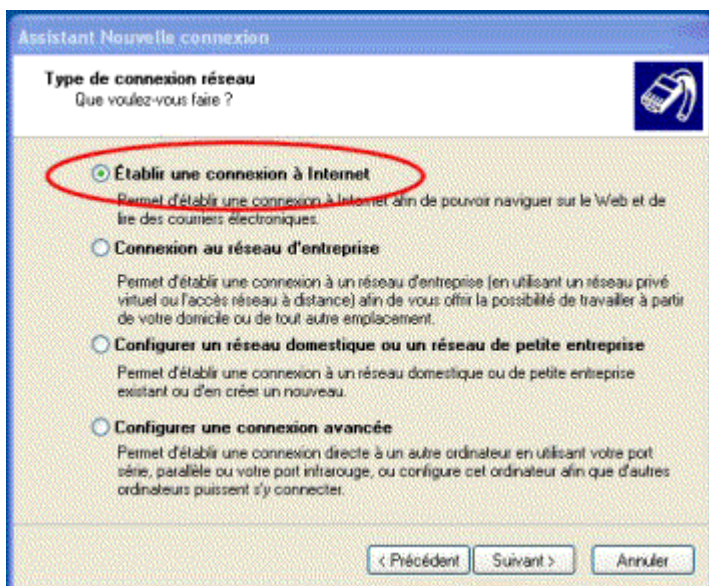 Assistant Nouvelle connexion
Type de connexion réseau
Que voulez-vous faire ?
Établir une connexion à Internet
Permet d'établir une connexion à Internet afin de pouvoir naviguer sur le Web et de
lire des courriers électroniques.
Connexion au réseau d'entreprise
Permet d'établir une connexion à un réseau d'entreprise (en utilisant un réseau privé
virtuel ou l'accès réseau à distance) afin de vous offrir la possibilité de travailler à partir
de votre domicile ou de tout autre emplacement.
Configurer un réseau domestique ou un réseau de petite entreprise
Permet d'établir une connexion à un réseau domestique ou de petite entreprise
existant ou d'en créer un nouveau.
Configurer une connexion avancée
Permet d'établir une connexion directe à un autre ordinateur en utilisant votre port
série, parallèle ou votre port infrarouge, ou configure cet ordinateur afin que d'autres
ordinateurs puissent s'y connecter.
< Précédent Suivant > Annuler